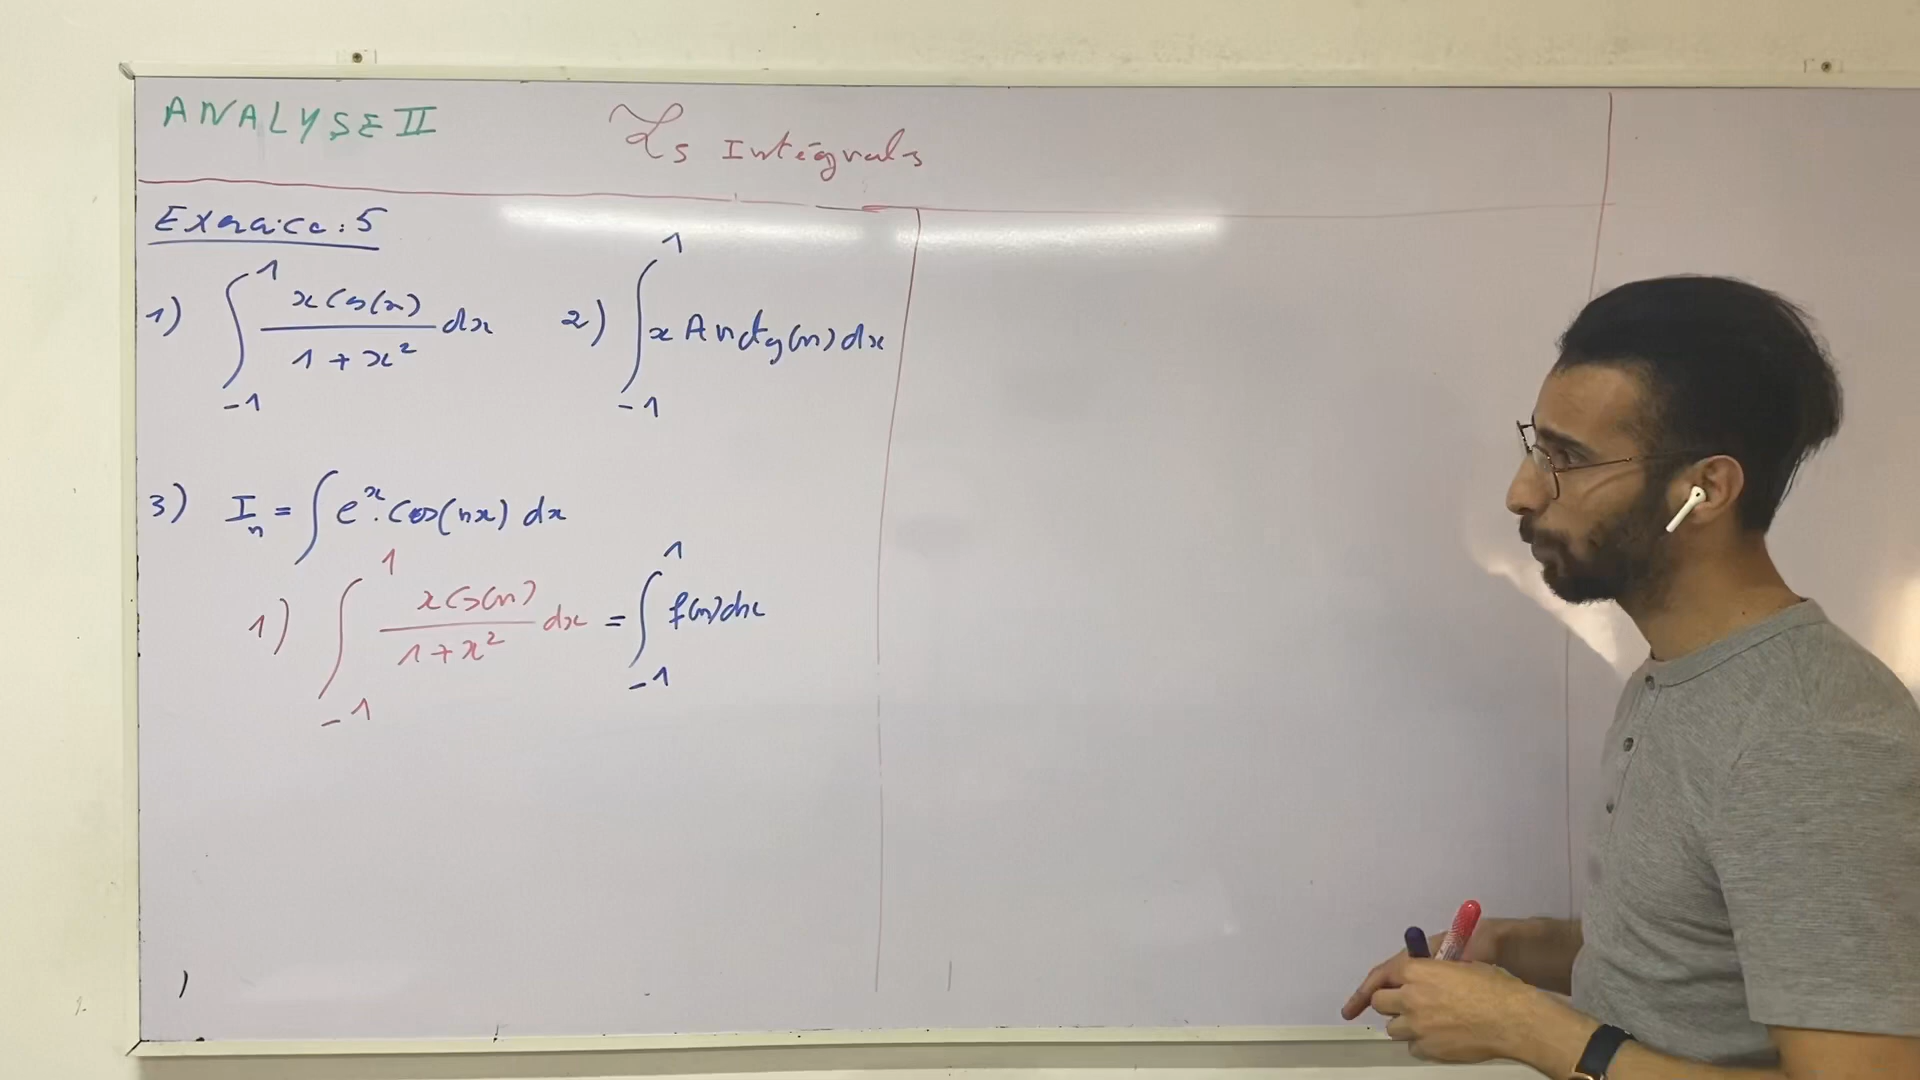 ANALYSE II
Les Intégrals
Exercice : 5
1) ∫_{-1}^{1} x cos(x) / (1 + x²) dx
2) ∫_{-1}^{1} x Arctg(x) dx
3) I_n = ∫ e^x . cos(nx) dx
1) ∫_{-1}^{1} x cos(x) / (1 + x²) dx = ∫_{-1}^{1} f(x) dx